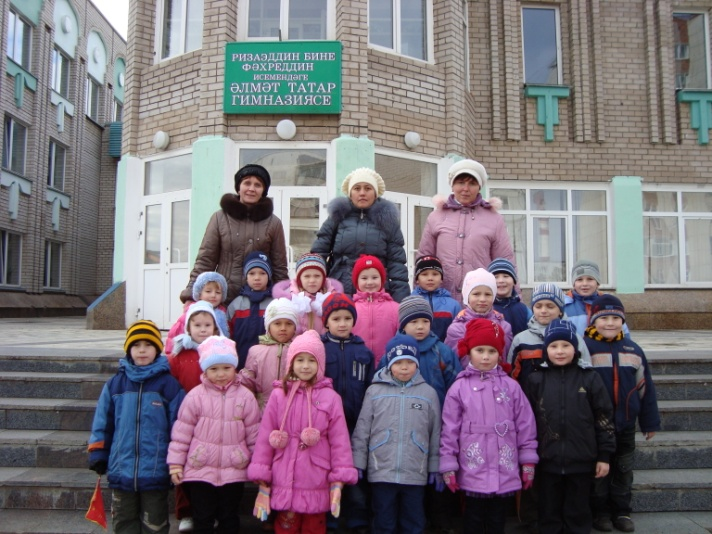 РИЗАЭДДИН БИНЕ
ФӘХРЕДДИН
ИСЕМЕНДӘГЕ
ӘЛМӘТ ТАТАР
ГИМНАЗИЯСЕ